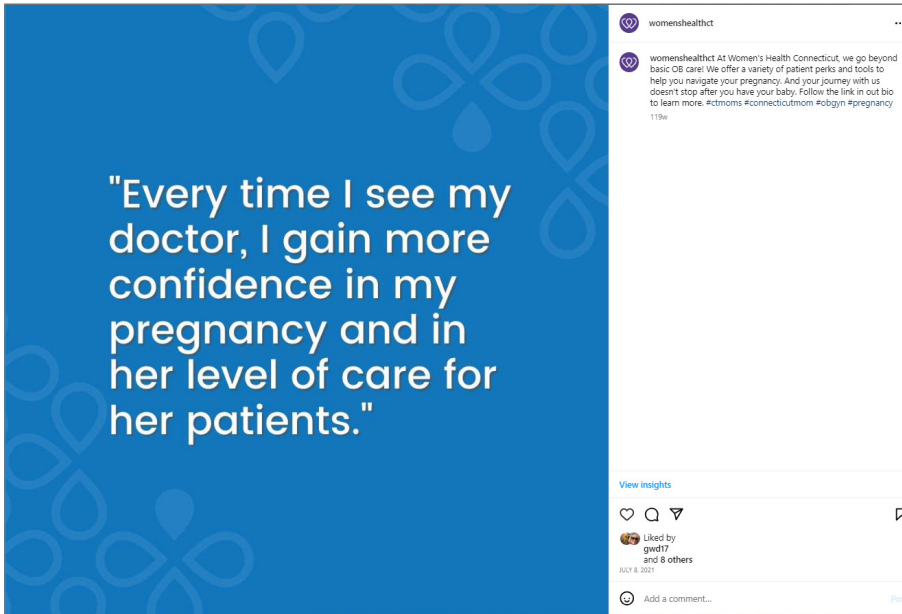 "Every time I see my
doctor, I gain more
confidence in my
pregnancy and in
her level of care for
her patients."
womenshealthct
womenshealthct At Women's Health Connecticut, we go beyond
basic OB care! We offer a variety of patient perks and tools to
help you navigate your pregnancy. And your journey with us
doesn't stop after you have your baby. Follow the link in out bio
to learn more. #ctmoms #connecticutmom #obgyn #pregnancy
119w
View insights
Liked by
gwd17
and 8 others
JULY 8, 2021
Add a comment...